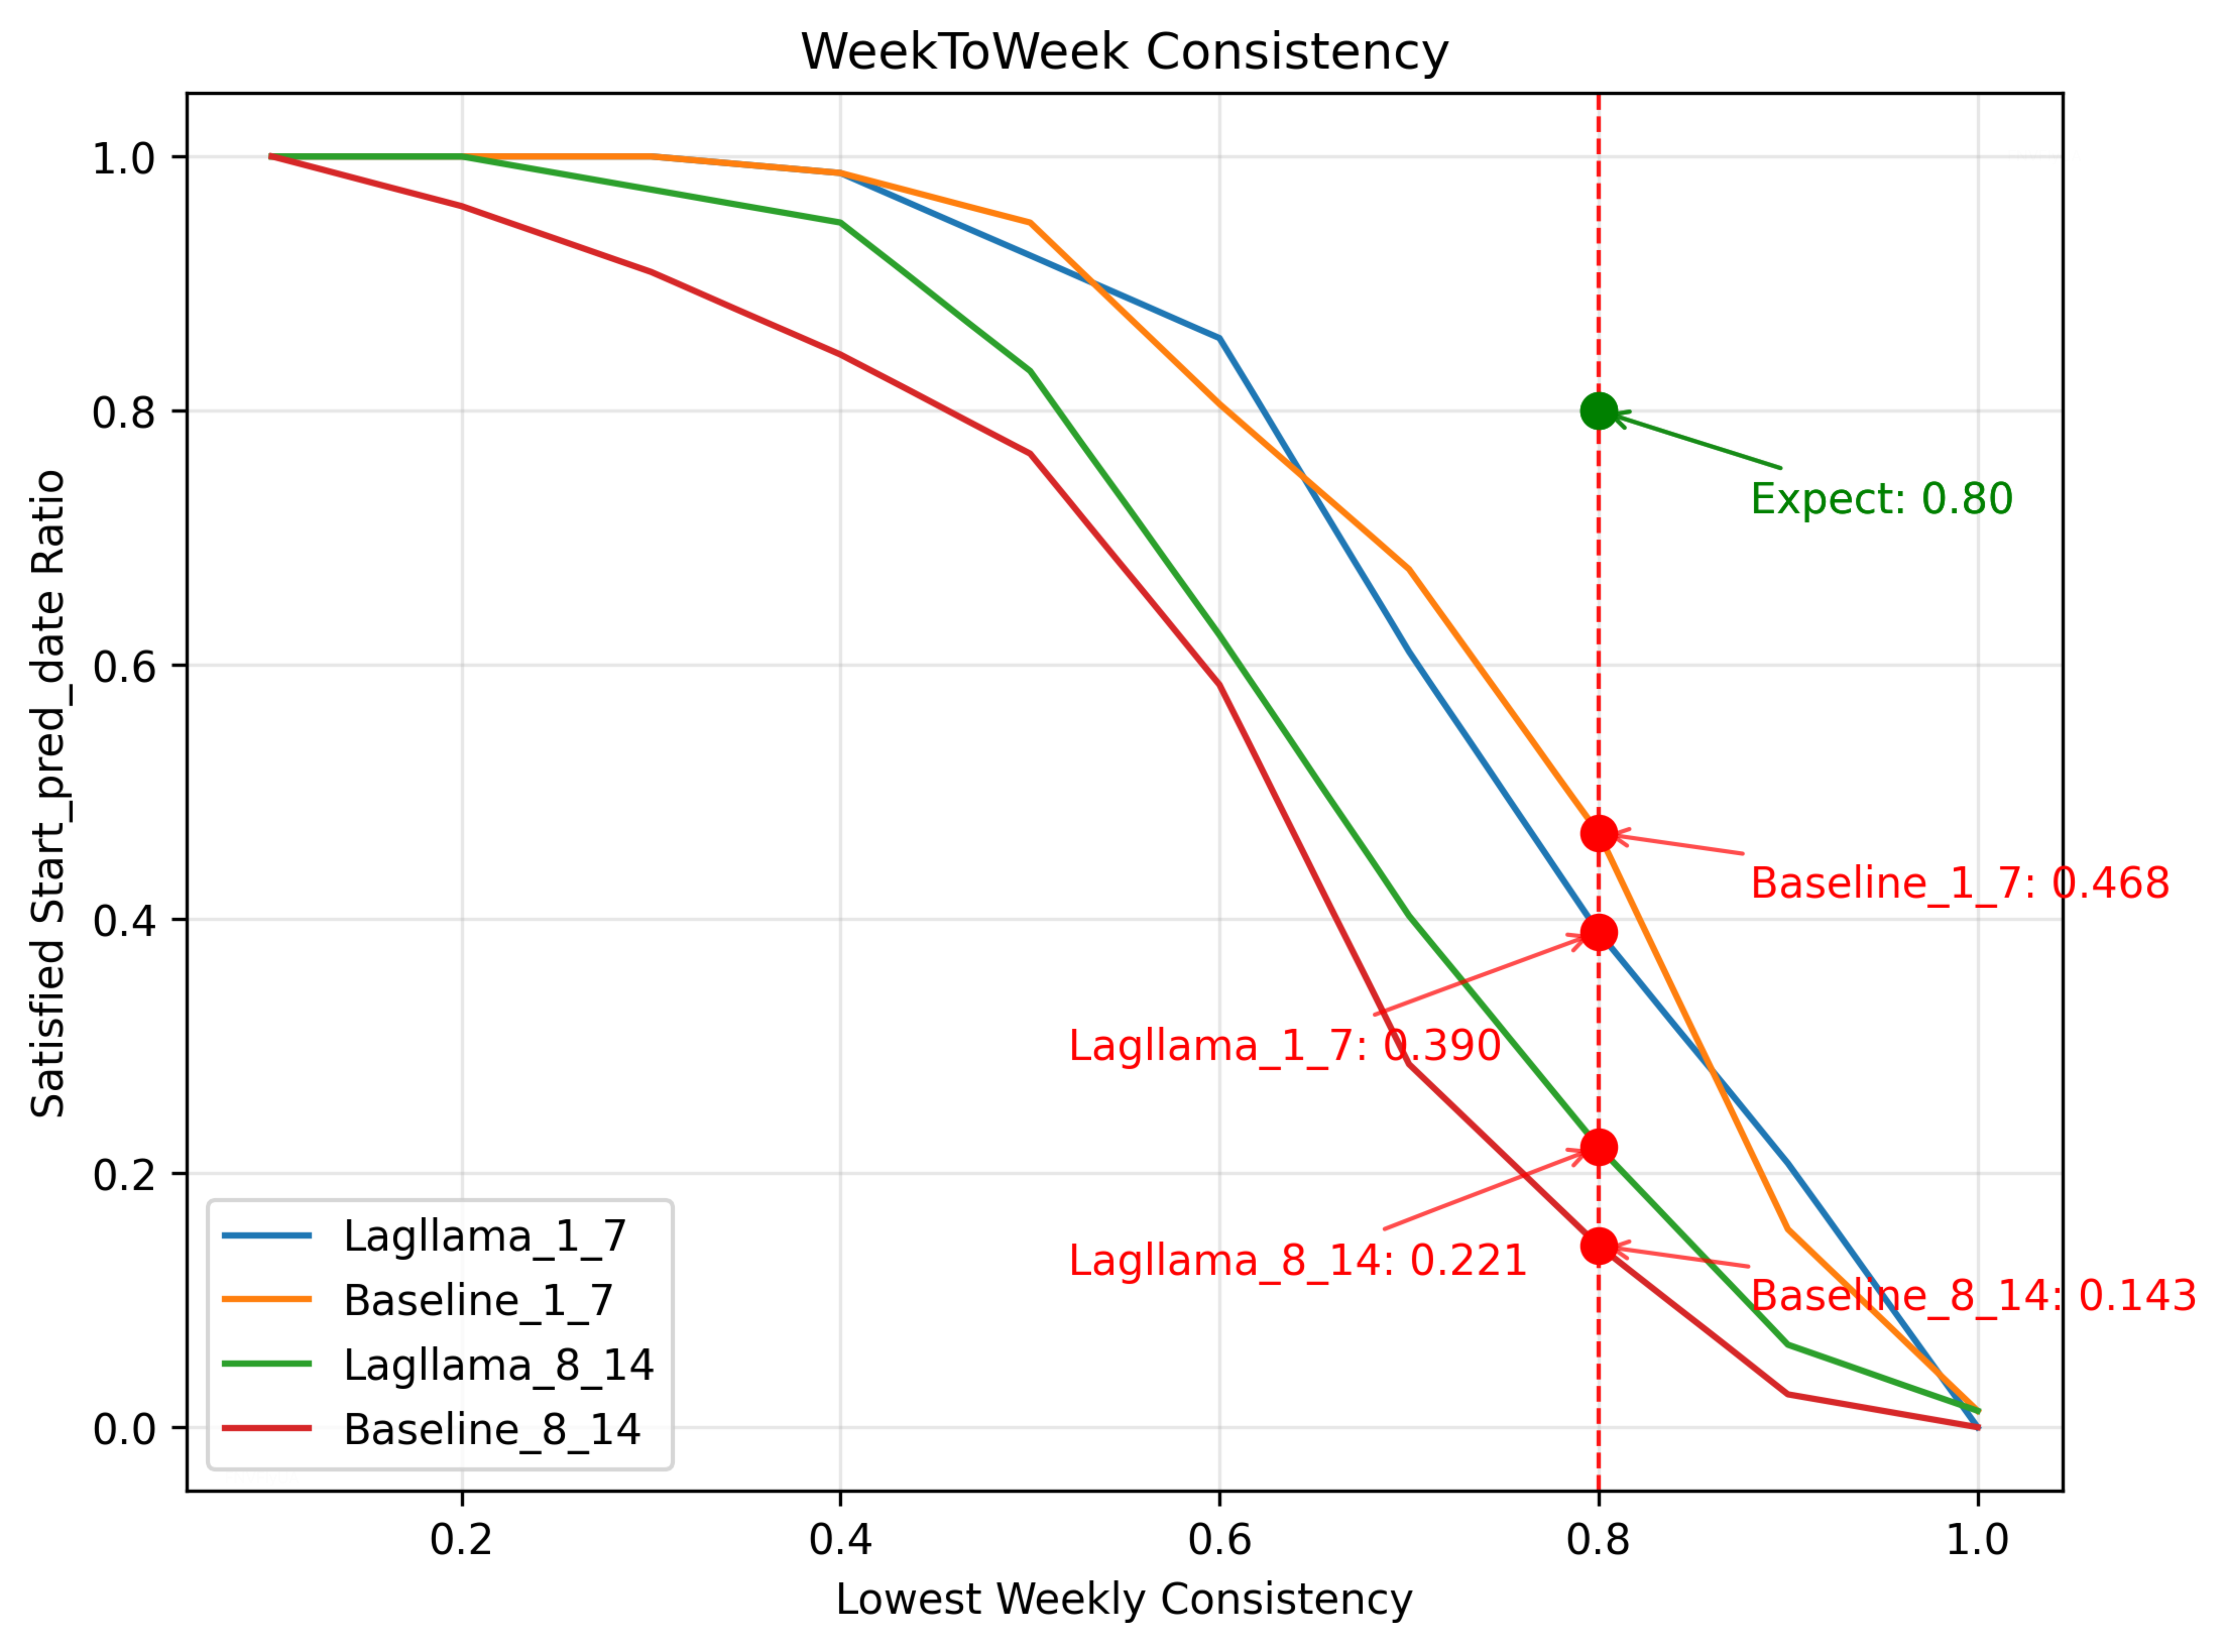 WeekToWeek Consistency
Satisfied Start_pred_date Ratio
1.0
0.8
0.6
0.4
0.2
0.0
Expect: 0.80
Baseline_1_7: 0.468
Lagllama_1_7: 0.390
Lagllama_8_14: 0.221
Baseline_8_14: 0.143
Lagllama_1_7
Baseline_1_7
Lagllama_8_14
Baseline_8_14
0.2 0.4 0.6 0.8 1.0
Lowest Weekly Consistency